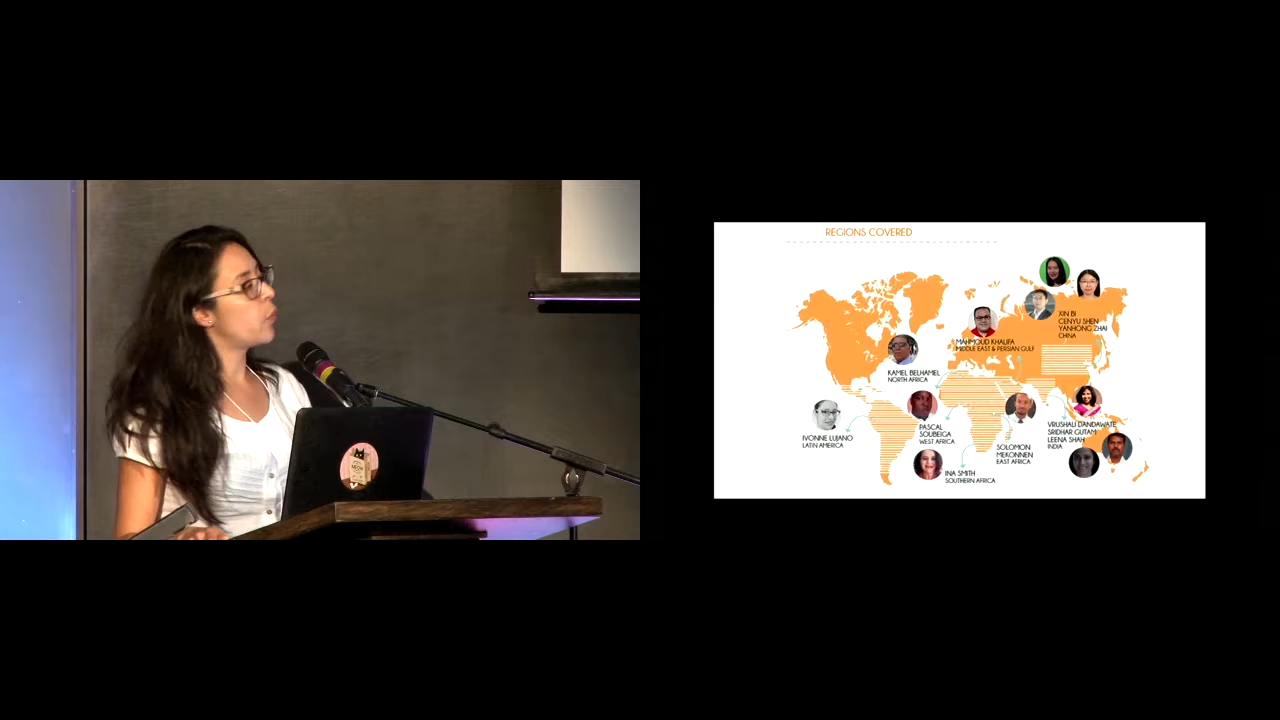 REGIONS COVERED
XIN BI
CENYU SHEN
YANHONG ZHAI
CHINA
MAHMOUD KHALIFA
MIDDLE EAST & PERSIAN GULF
KAMEL BELHAMEL
NORTH AFRICA
IVONNE LUJANO
LATIN AMERICA
PASCAL
SOUBEIGA
WEST AFRICA
SOLOMON
MEKONNEN
EAST AFRICA
VRUSHALI DANDAWATE
SRIDHAR GUTAM
LEENA SHAH
INDIA
INA SMITH
SOUTHERN AFRICA